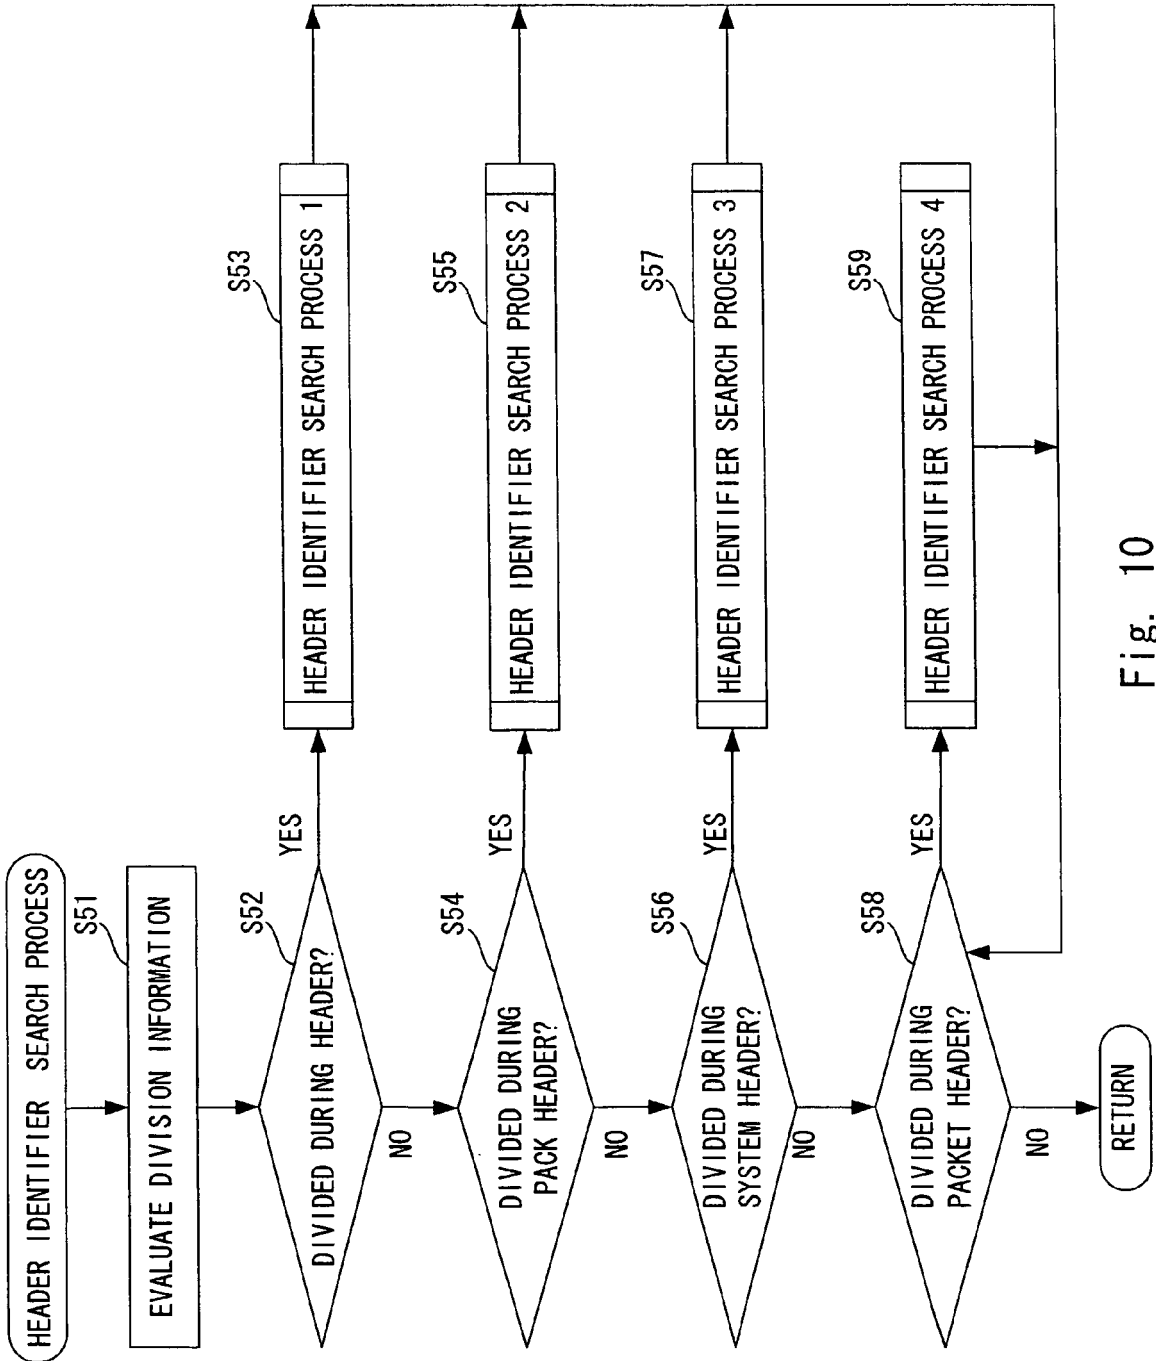 HEADER IDENTIFIER SEARCH PROCESS
S51
EVALUATE DIVISION INFORMATION
S52
DIVIDED DURING HEADER?
YES
NO
S53
HEADER IDENTIFIER SEARCH PROCESS 1
S54
DIVIDED DURING
PACK HEADER?
YES
NO
S55
HEADER IDENTIFIER SEARCH PROCESS 2
S56
DIVIDED DURING
SYSTEM HEADER?
YES
NO
S57
HEADER IDENTIFIER SEARCH PROCESS 3
S58
DIVIDED DURING
PACKET HEADER?
YES
NO
S59
HEADER IDENTIFIER SEARCH PROCESS 4
RETURN
Fig. 10